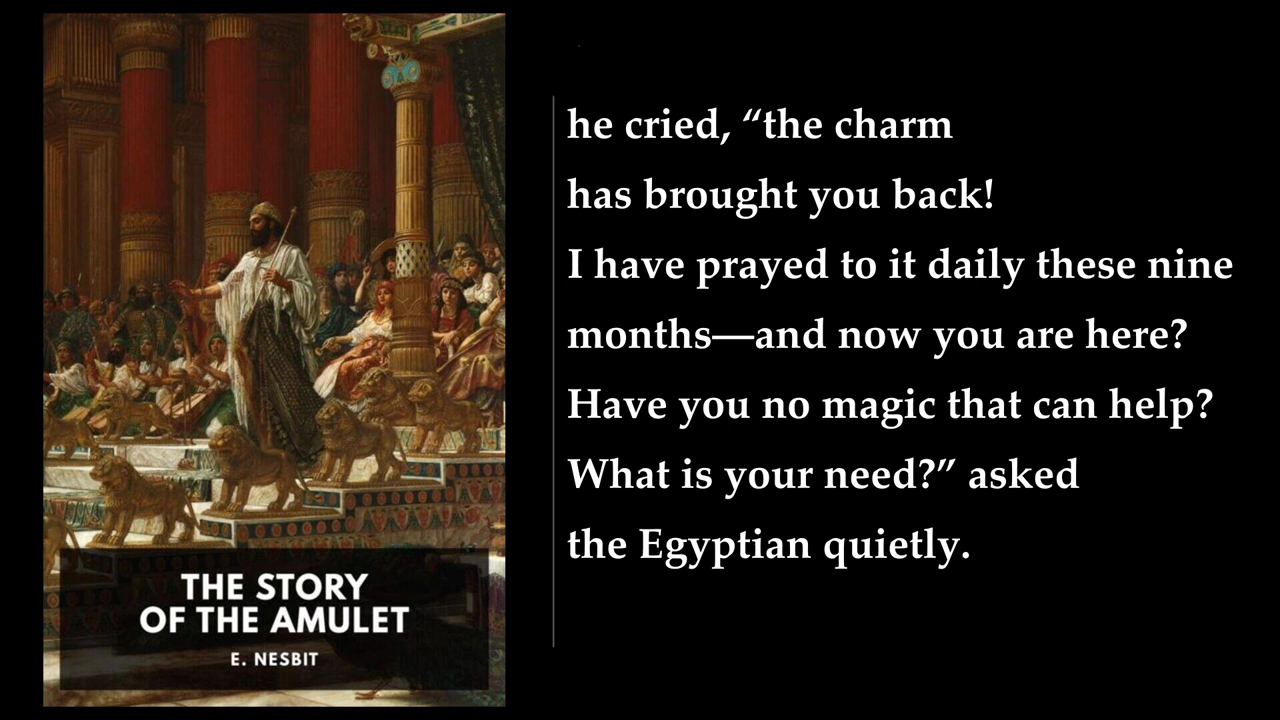 he cried, “the charm
has brought you back!
I have prayed to it daily these nine
months—and now you are here?
Have you no magic that can help?
What is your need?” asked
the Egyptian quietly.
THE STORY
OF THE AMULET
E. NESBIT